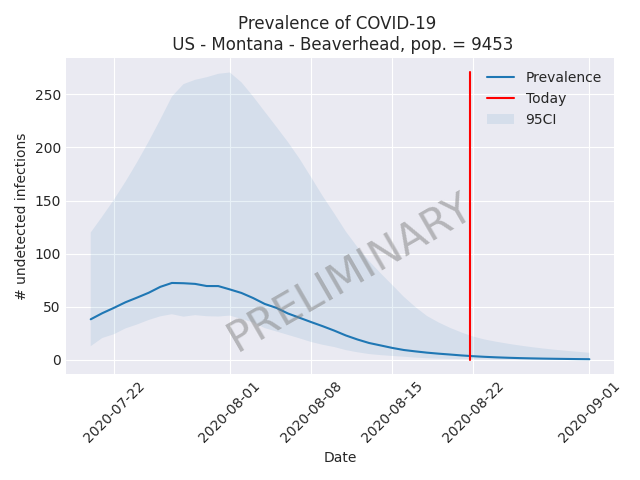 Prevalence of COVID-19
US - Montana - Beaverhead, pop. = 9453
# undetected infections
250
200
150
100
50
0
Prevalence
Today
95CI
PRELIMINARY
2020-07-22
2020-08-01
2020-08-08
2020-08-15
2020-08-22
2020-09-01
Date